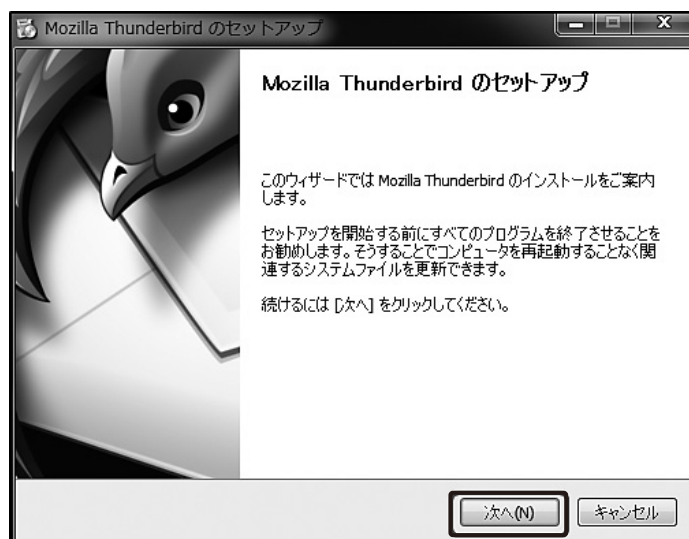 Mozilla Thunderbird のセットアップ
Mozilla Thunderbird のセットアップ
このウィザードでは Mozilla Thunderbird のインストールをご案内
します。
セットアップを開始する前にすべてのプログラムを終了させることを
お勧めします。そうすることでコンピュータを再起動することなく関
連するシステムファイルを更新できます。
続けるには [次へ] をクリックしてください。
次へ(N)
キャンセル